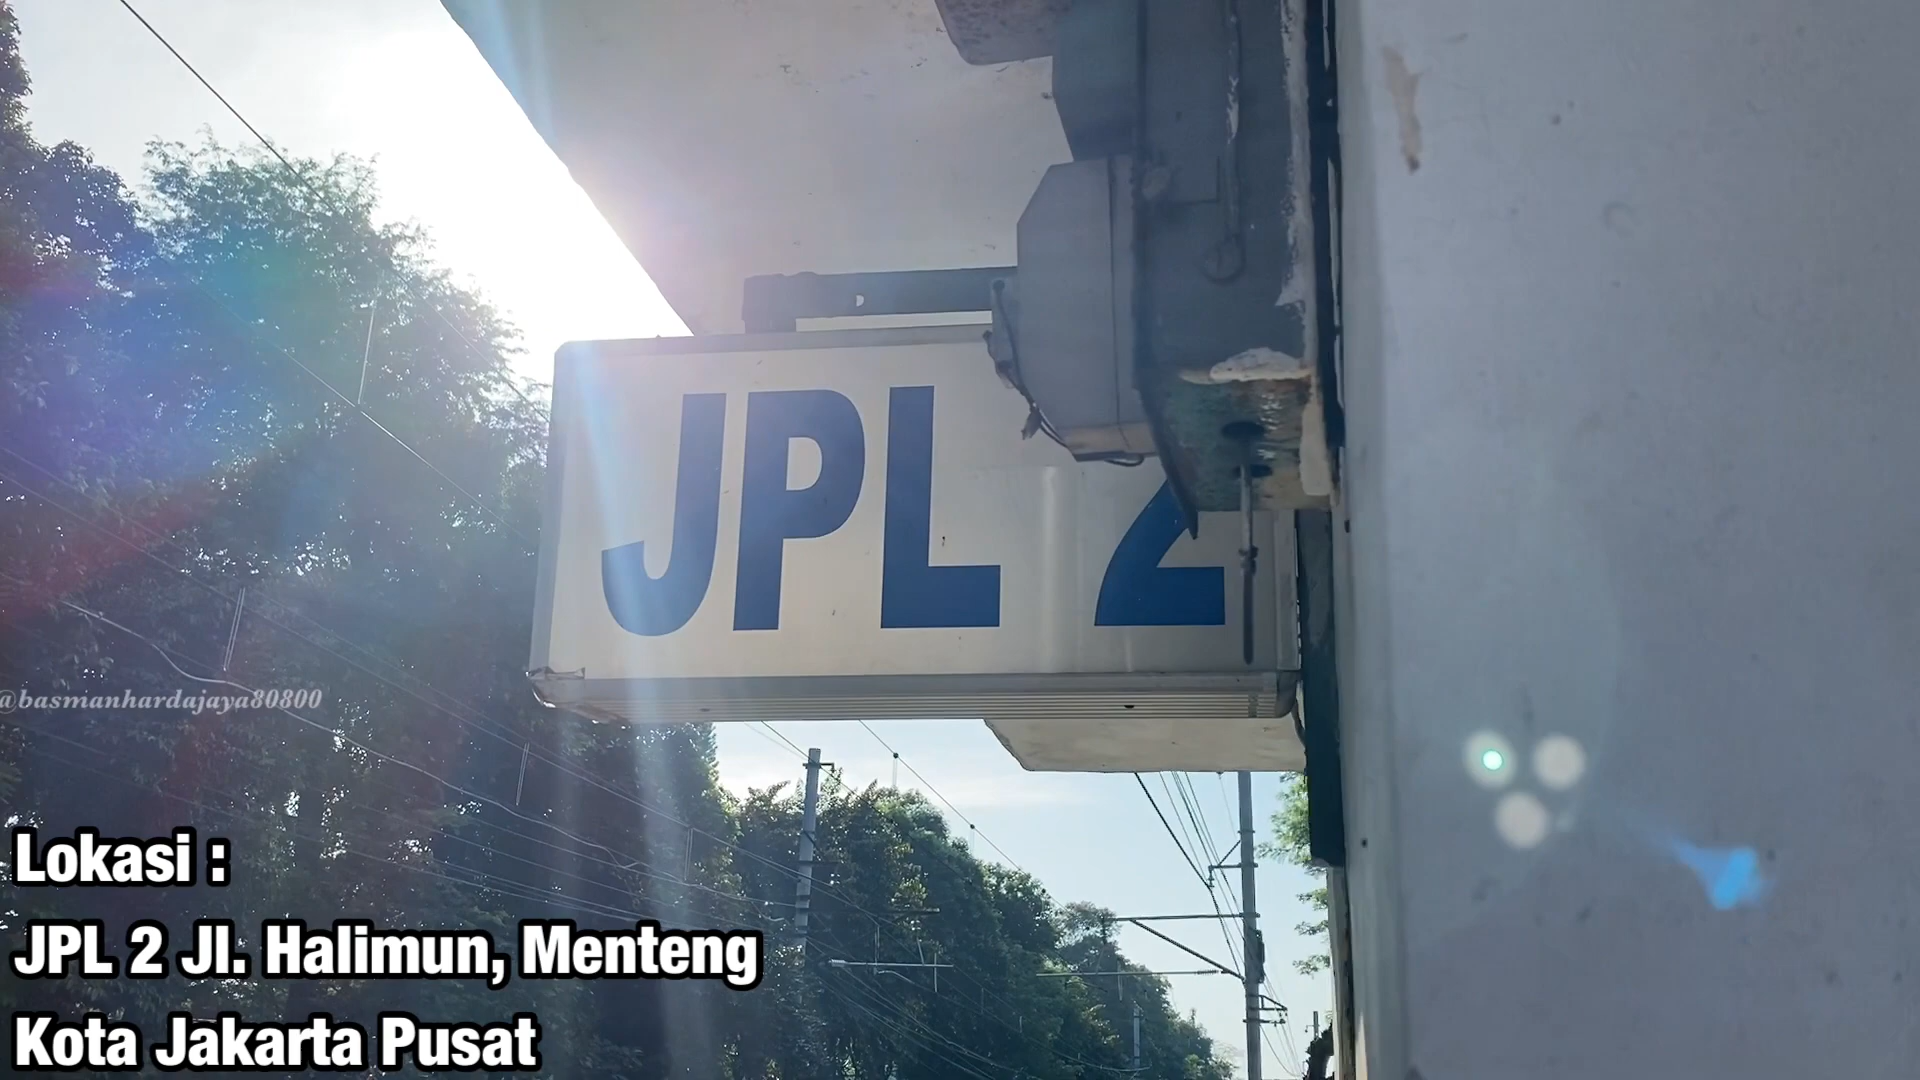 JPL 2
@basmanhardajaya80800
Lokasi :
JPL 2 Jl. Halimun, Menteng
Kota Jakarta Pusat